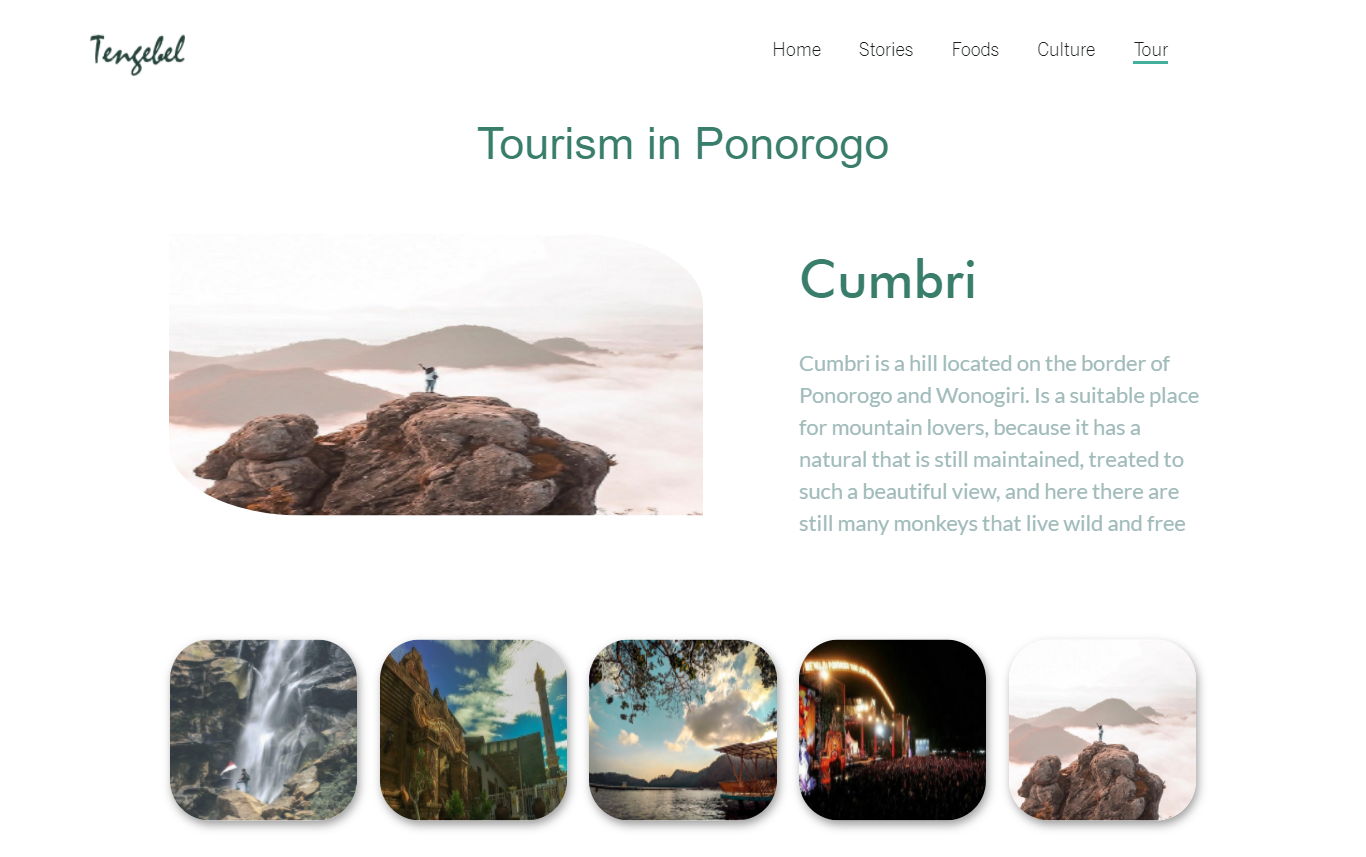 Tengebel
Home Stories Foods Culture Tour
Tourism in Ponorogo
Cumbri
Cumbri is a hill located on the border of
Ponorogo and Wonogiri. Is a suitable place
for mountain lovers, because it has a
natural that is still maintained, treated to
such a beautiful view, and here there are
still many monkeys that live wild and free